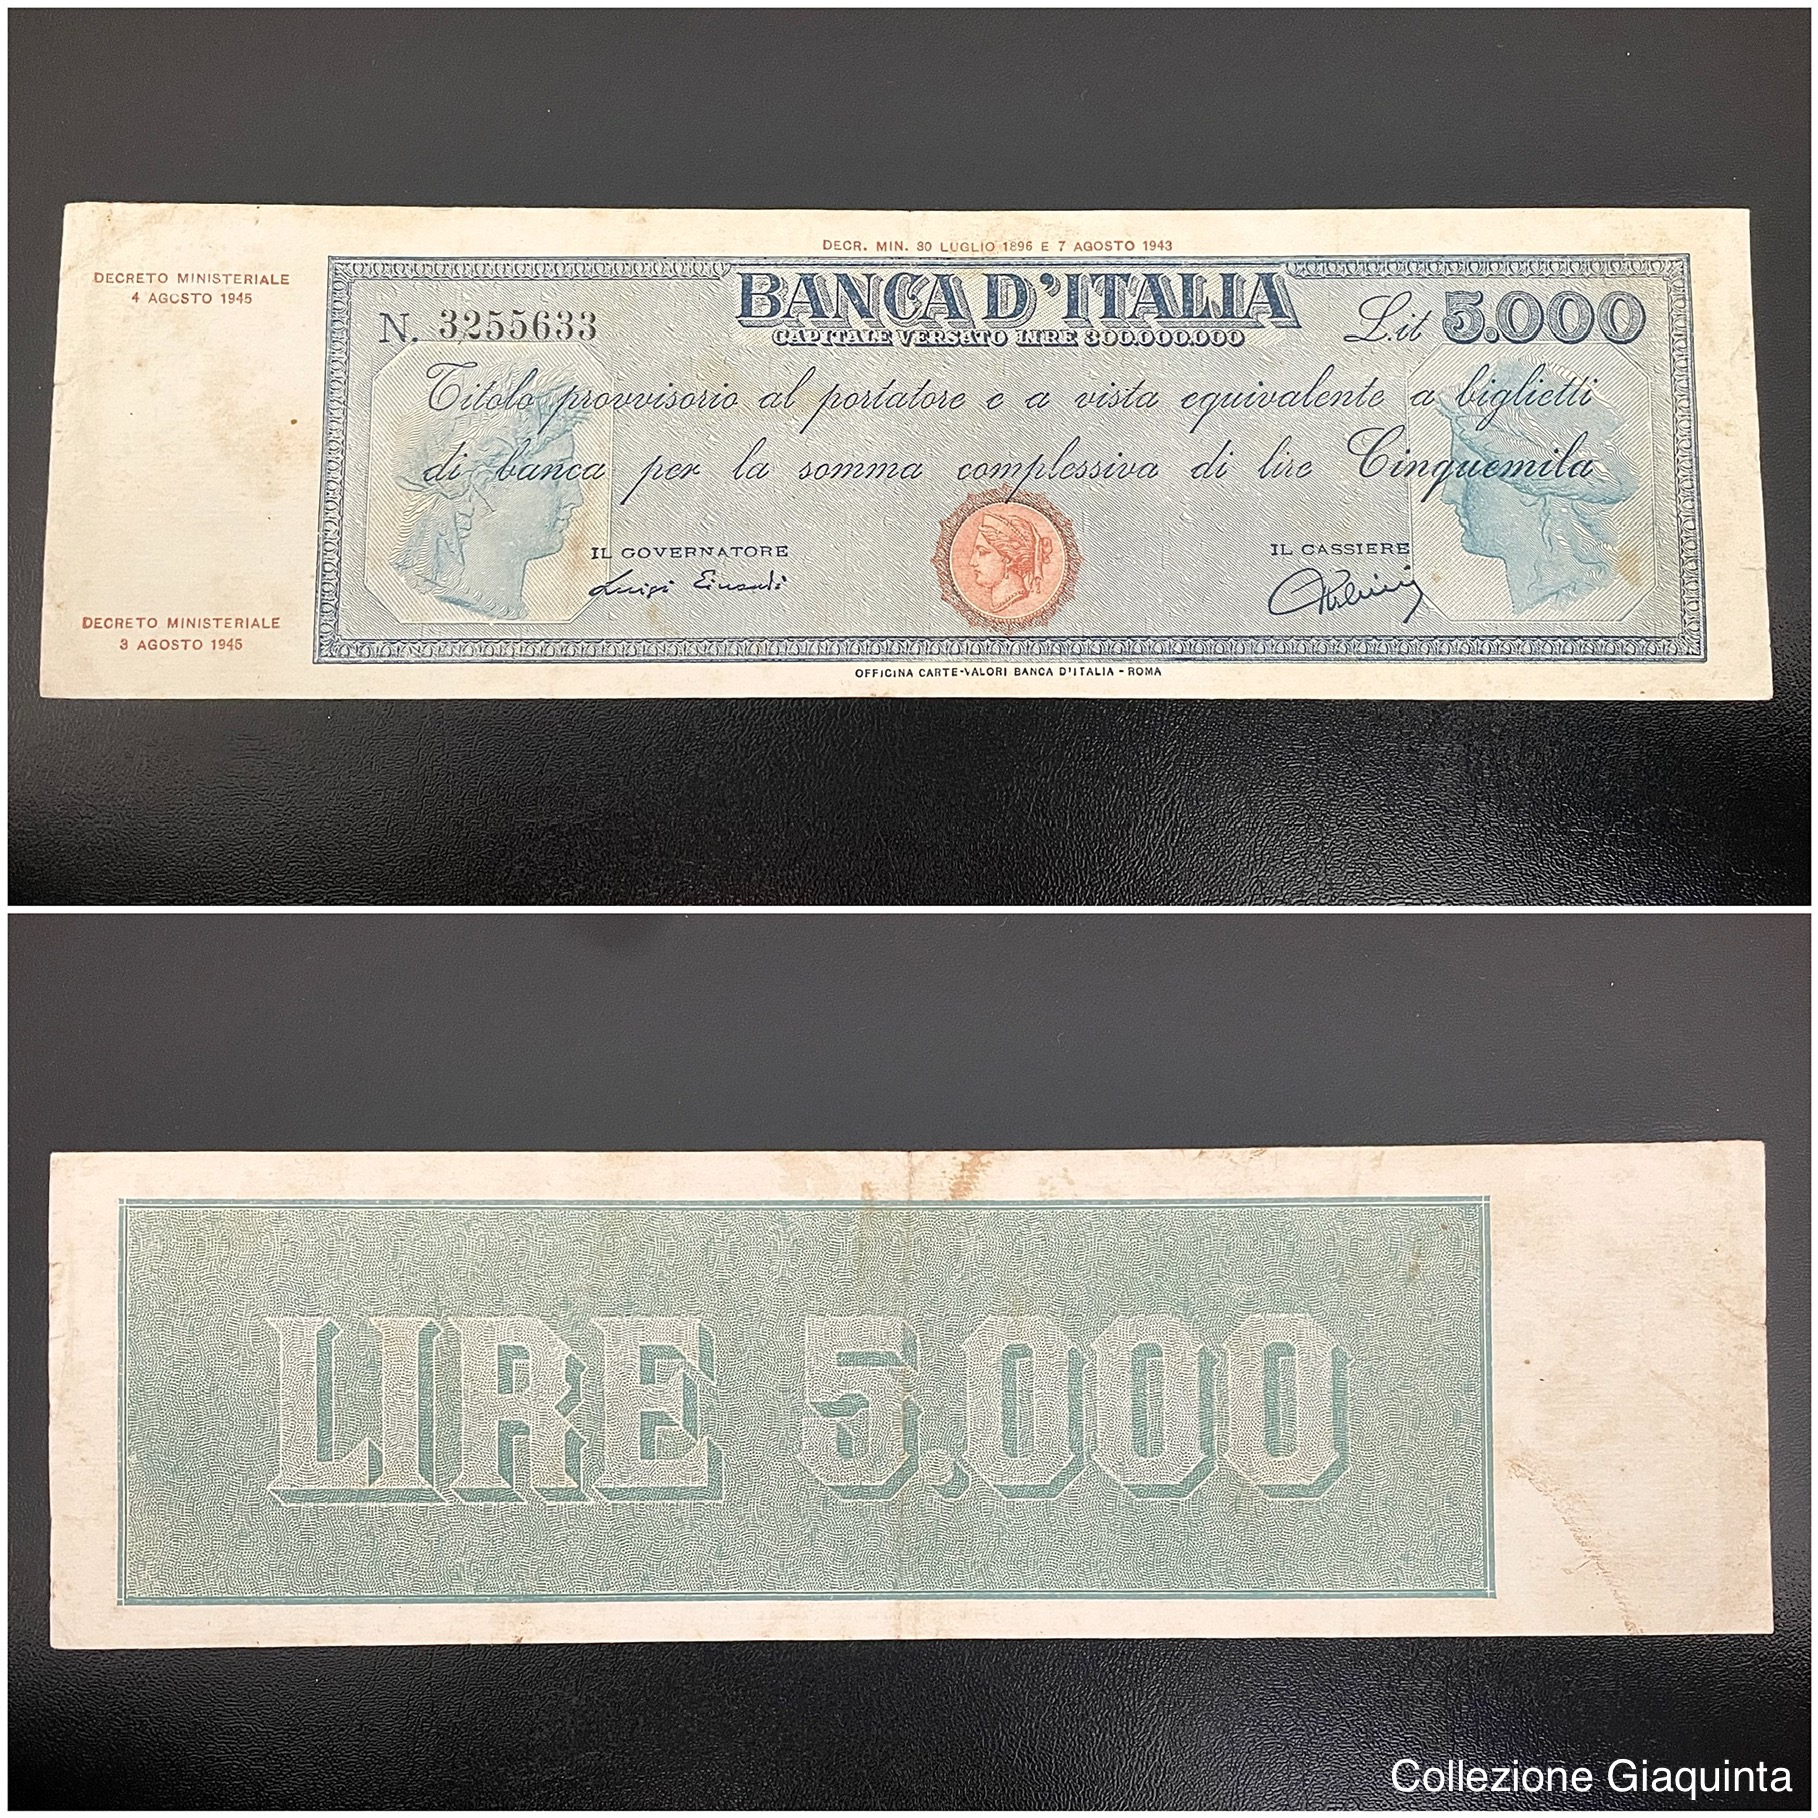 DECR. MIN. 30 LUGLIO 1896 E 7 AGOSTO 1943
DECRETO MINISTERIALE
4 AGOSTO 1945
BANCA D'ITALIA
CAPITALE VERSATO LIRE 300.000.000
N. 3255633
L.it 5.000
Titolo provvisorio al portatore e a vista equivalente a biglietti
di banca per la somma complessiva di lire Cinquemila
IL GOVERNATORE
Luigi Einaudi
IL CASSIERE
DECRETO MINISTERIALE
3 AGOSTO 1945
OFFICINA CARTE-VALORI BANCA D'ITALIA - ROMA
LIRE 5.000
Collezione Giaquinta